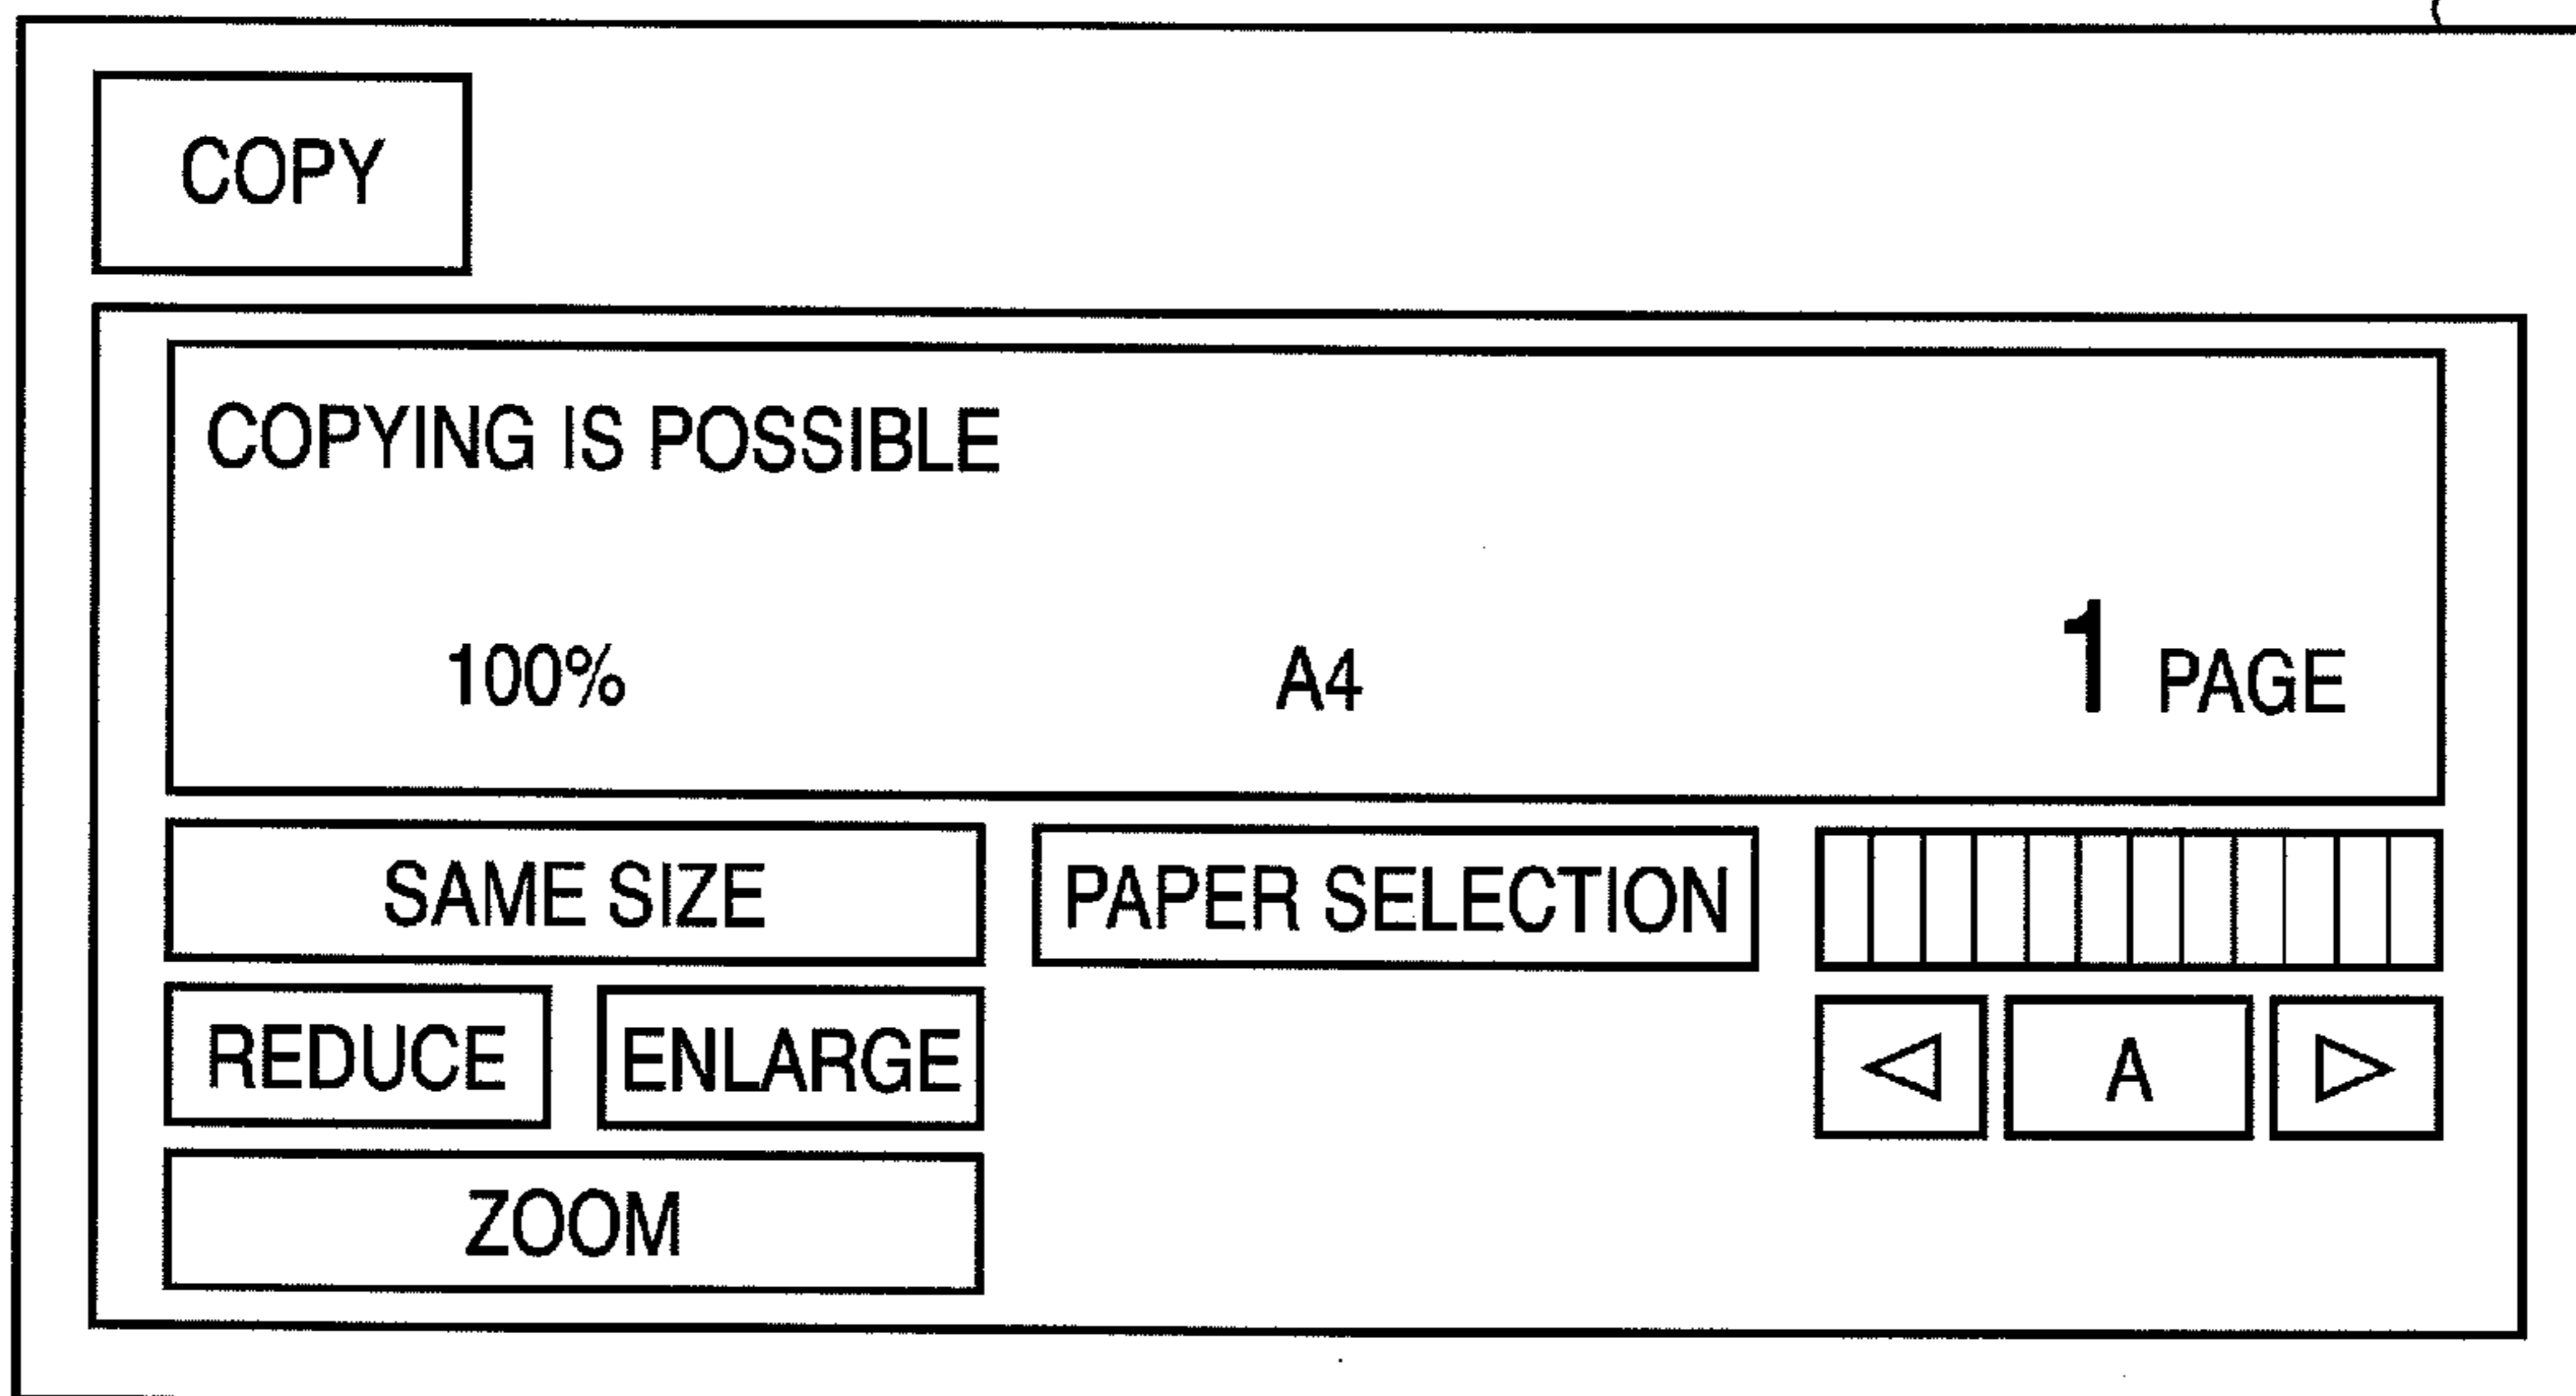 COPY
COPYING IS POSSIBLE
100% A4 1 PAGE
SAME SIZE PAPER SELECTION
REDUCE ENLARGE A
ZOOM